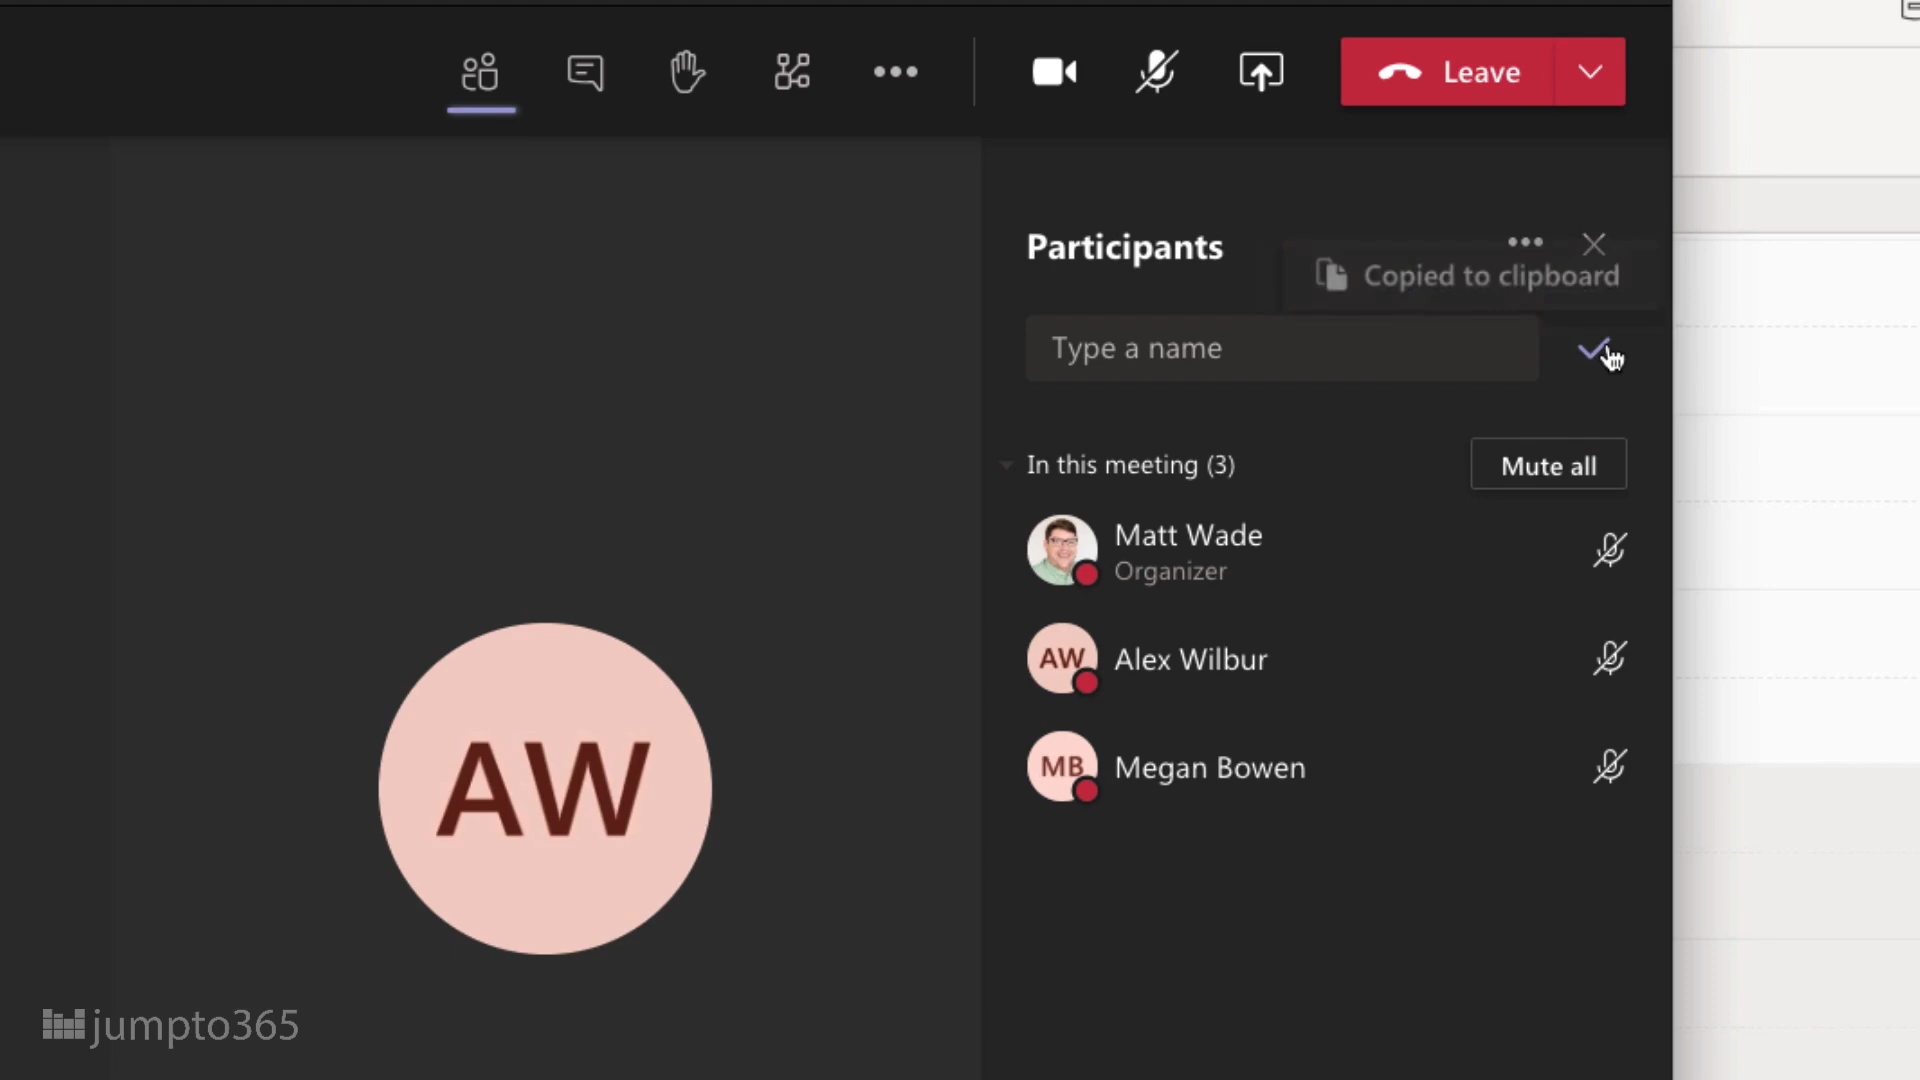 Leave
Participants
Copied to clipboard
Type a name
In this meeting (3)
Mute all
Matt Wade
Organizer
AW
Alex Wilbur
MB
Megan Bowen
AW
jumpto365